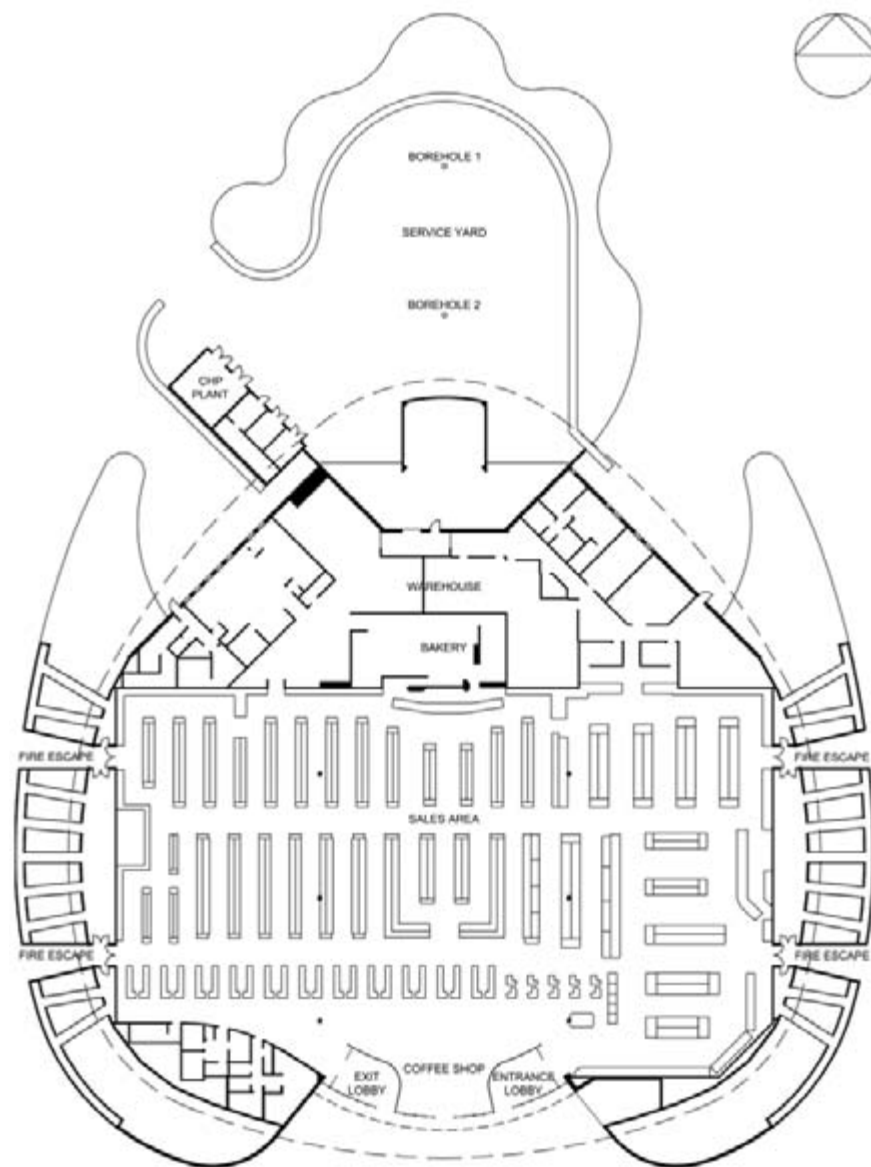 BOREHOLE 1
SERVICE YARD
BOREHOLE 2
CHP
PLANT
WAREHOUSE
BAKERY
FIRE ESCAPE
FIRE ESCAPE
SALES AREA
FIRE ESCAPE
FIRE ESCAPE
COFFEE SHOP
EXIT
LOBBY
ENTRANCE
LOBBY